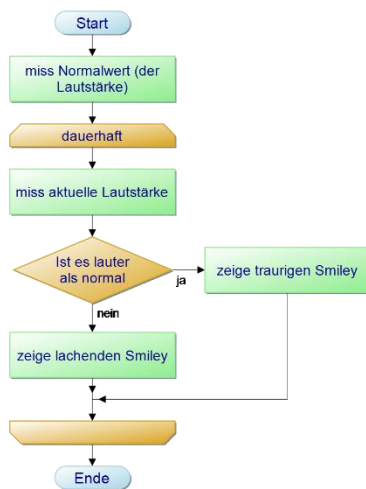 Start
miss Normalwert (der
Lautstärke)
dauerhaft
miss aktuelle Lautstärke
Ist es lauter
als normal
ja
zeige traurigen Smiley
nein
zeige lachenden Smiley
Ende